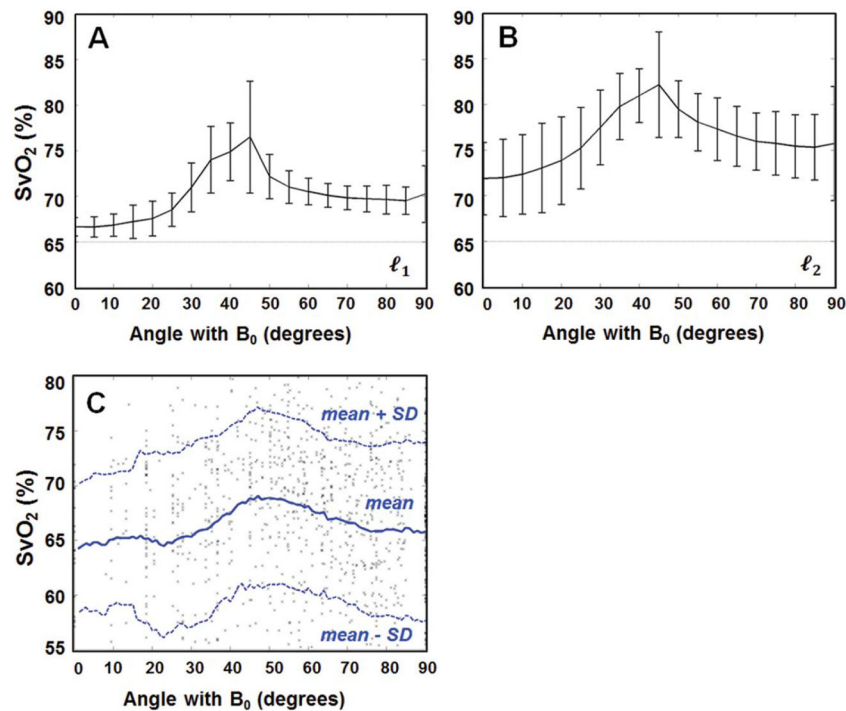 A
90
85
80
75
70
65
60
SvO₂ (%)
0 10 20 30 40 50 60 70 80 90
Angle with B₀ (degrees)
ℓ₁
B
90
85
80
75
70
65
60
SvO₂ (%)
0 10 20 30 40 50 60 70 80 90
Angle with B₀ (degrees)
ℓ₂
C
80
75
70
65
60
55
SvO₂ (%)
mean + SD
mean
mean - SD
0 10 20 30 40 50 60 70 80 90
Angle with B₀ (degrees)